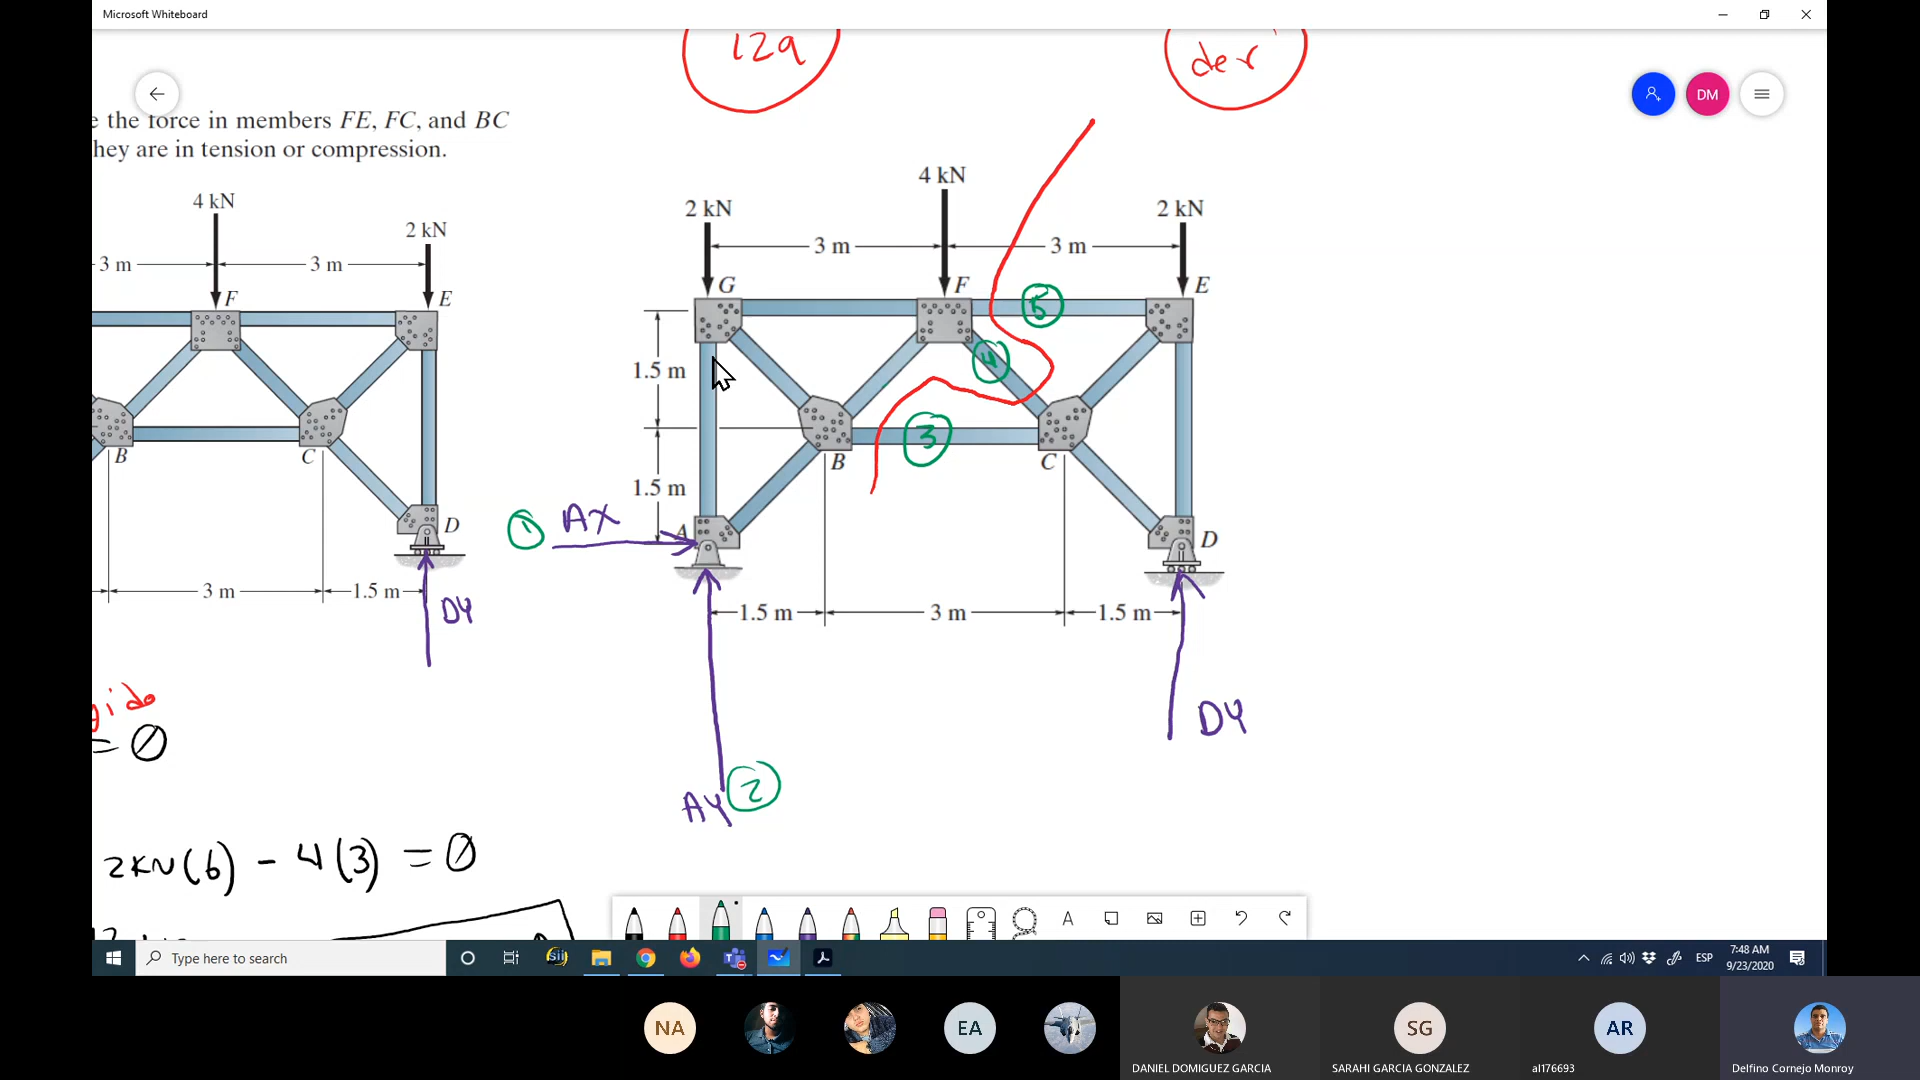 Microsoft Whiteboard
izq
der
DM
e the force in members FE, FC, and BC
hey are in tension or compression.
4 kN
2 kN
3 m
3 m
F
E
B
C
D
3 m
1.5 m
DY
gido
= 0
2KN(6) - 4(3) = 0
4 kN
2 kN
2 kN
3 m
3 m
G
F
E
5
4
1.5 m
3
B
C
1.5 m
1
AX
A
D
1.5 m
3 m
1.5 m
DY
AY
2
A
Type here to search
sii
ESP
7:48 AM
9/23/2020
NA
EA
SG
AR
DANIEL DOMIGUEZ GARCIA
SARAHI GARCIA GONZALEZ
al176693
Delfino Cornejo Monroy